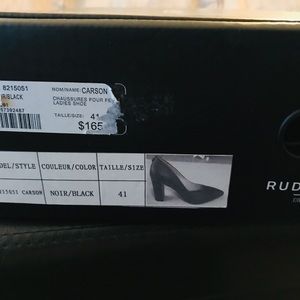 8215051
NOM/NAME: CARSON
/BLACK
CHAUSSURES POUR FE
LADIES SHOE
TAILLE/SIZE: 41
$165
DEL/STYLE COULEUR/COLOR TAILLE/SIZE
CARSON NOIR/BLACK 41
RUD